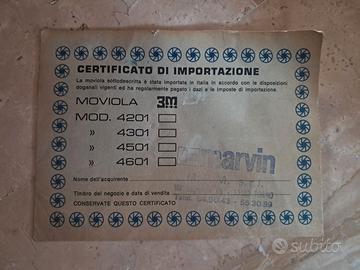 CERTIFICATO DI IMPORTAZIONE
La moviola sottodescritta è stata importata in Italia in accordo con le disposizioni
doganali vigenti ed ha regolarmente pagato i dazi e le imposte di importazione.
MOVIOLA 3M
MOD. 4201
» 4301
» 4501
» 4601
marvin
Nome dell'acquirente
Timbro del negozio e data di vendita
CONSERVATE QUESTO CERTIFICATO
subito